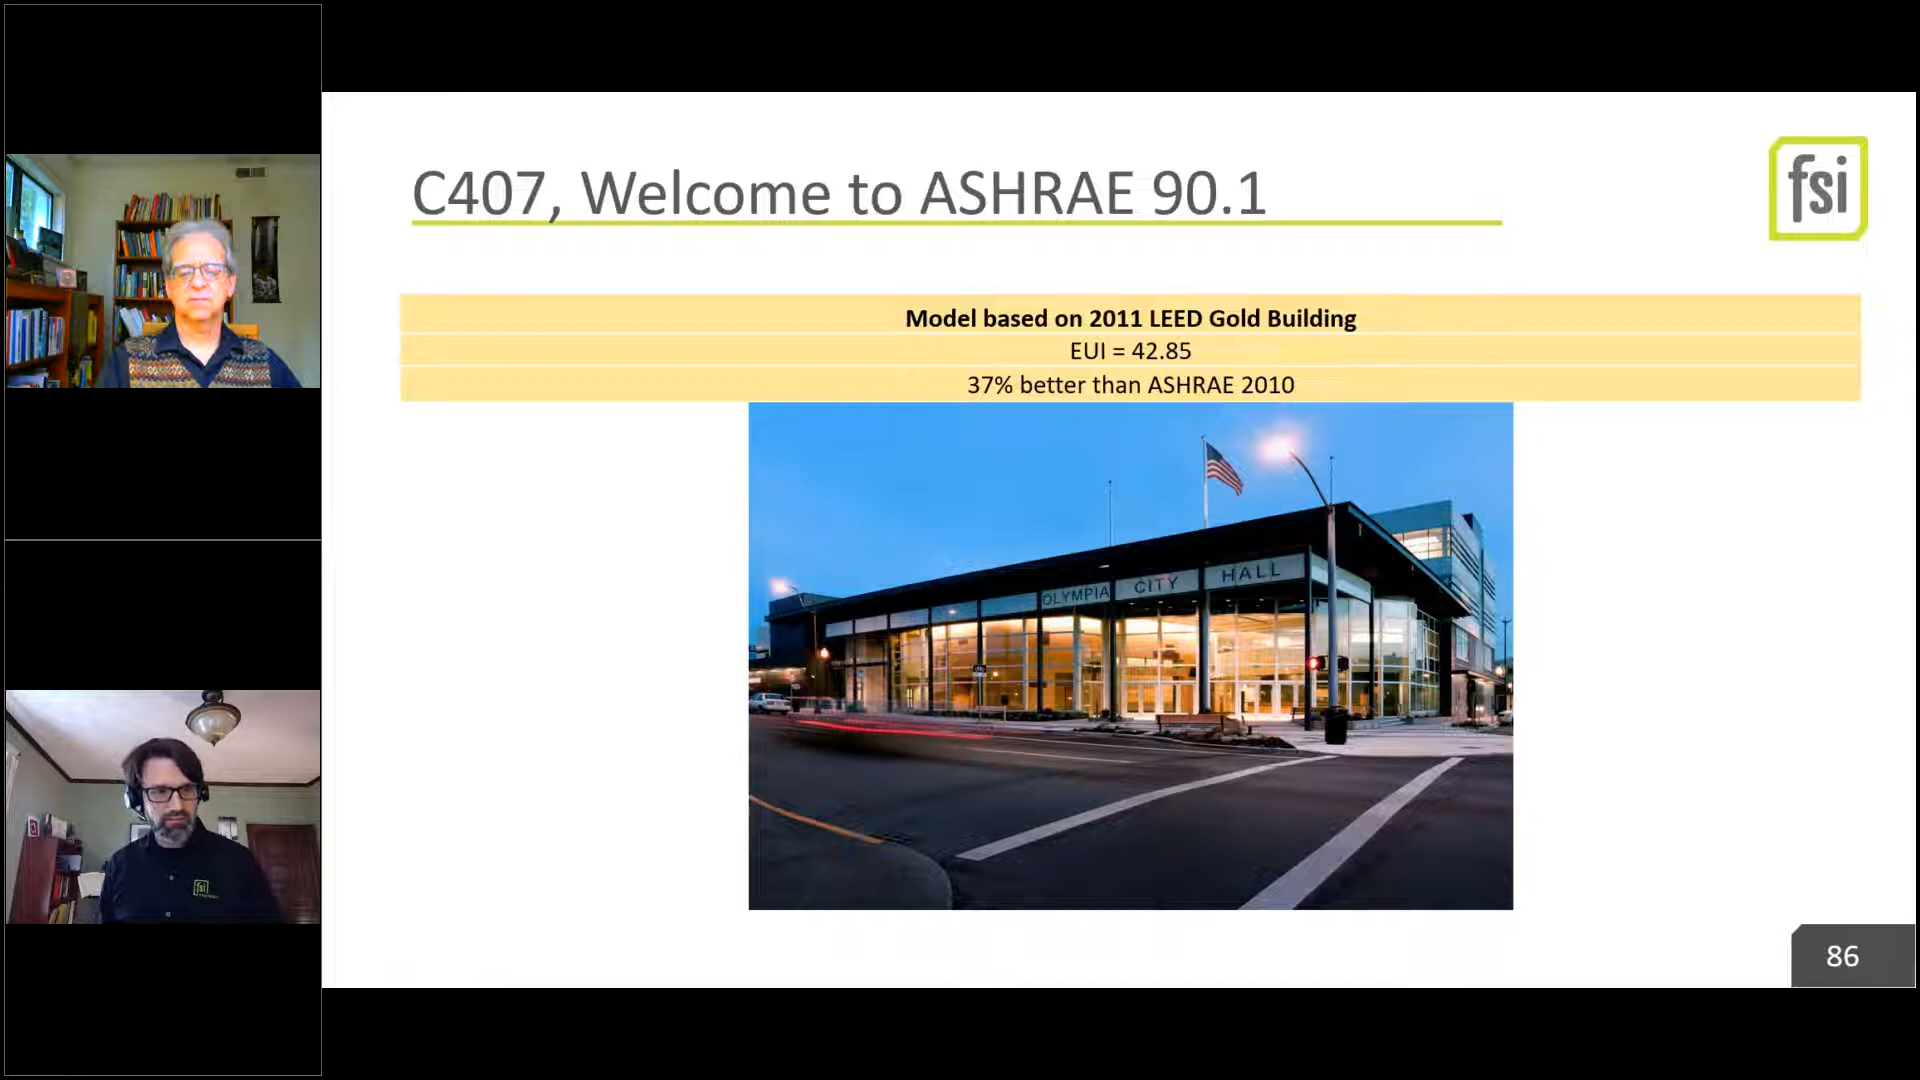 C407, Welcome to ASHRAE 90.1
fsi
Model based on 2011 LEED Gold Building
EUI = 42.85
37% better than ASHRAE 2010
OLYMPIA CITY HALL
fsi
86